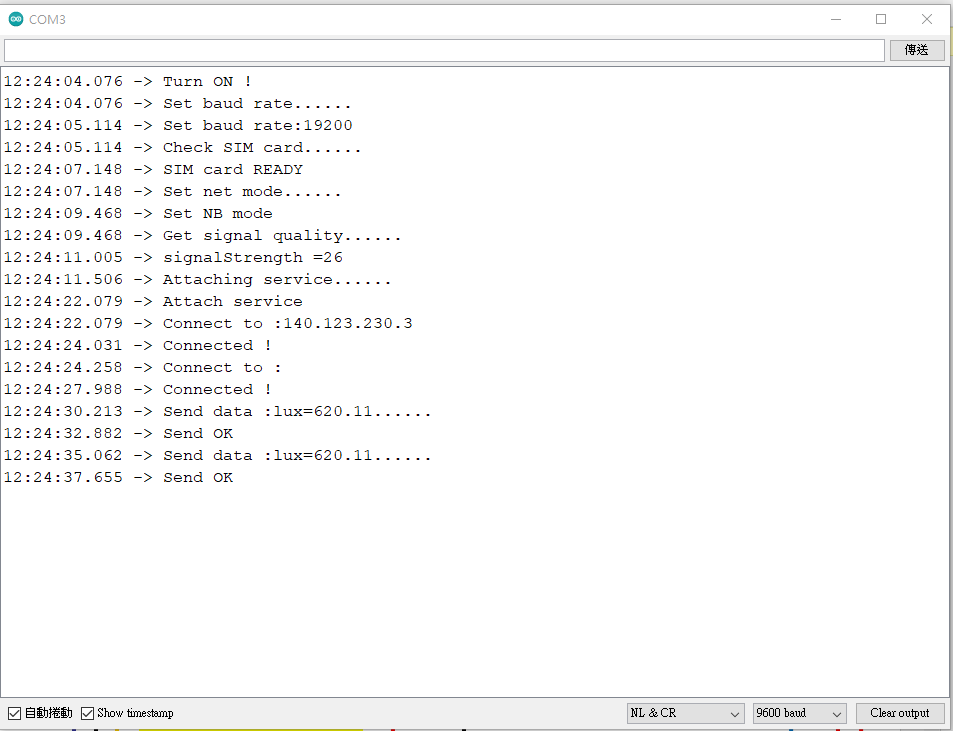 COM3
傳送
12:24:04.076 -> Turn ON !
12:24:04.076 -> Set baud rate......
12:24:05.114 -> Set baud rate:19200
12:24:05.114 -> Check SIM card......
12:24:07.148 -> SIM card READY
12:24:07.148 -> Set net mode......
12:24:09.468 -> Set NB mode
12:24:09.468 -> Get signal quality......
12:24:11.005 -> signalStrength =26
12:24:11.506 -> Attaching service......
12:24:22.079 -> Attach service
12:24:22.079 -> Connect to :140.123.230.3
12:24:24.031 -> Connected !
12:24:24.258 -> Connect to :
12:24:27.988 -> Connected !
12:24:30.213 -> Send data :lux=620.11......
12:24:32.882 -> Send OK
12:24:35.062 -> Send data :lux=620.11......
12:24:37.655 -> Send OK
自動捲動 Show timestamp NL & CR 9600 baud Clear output